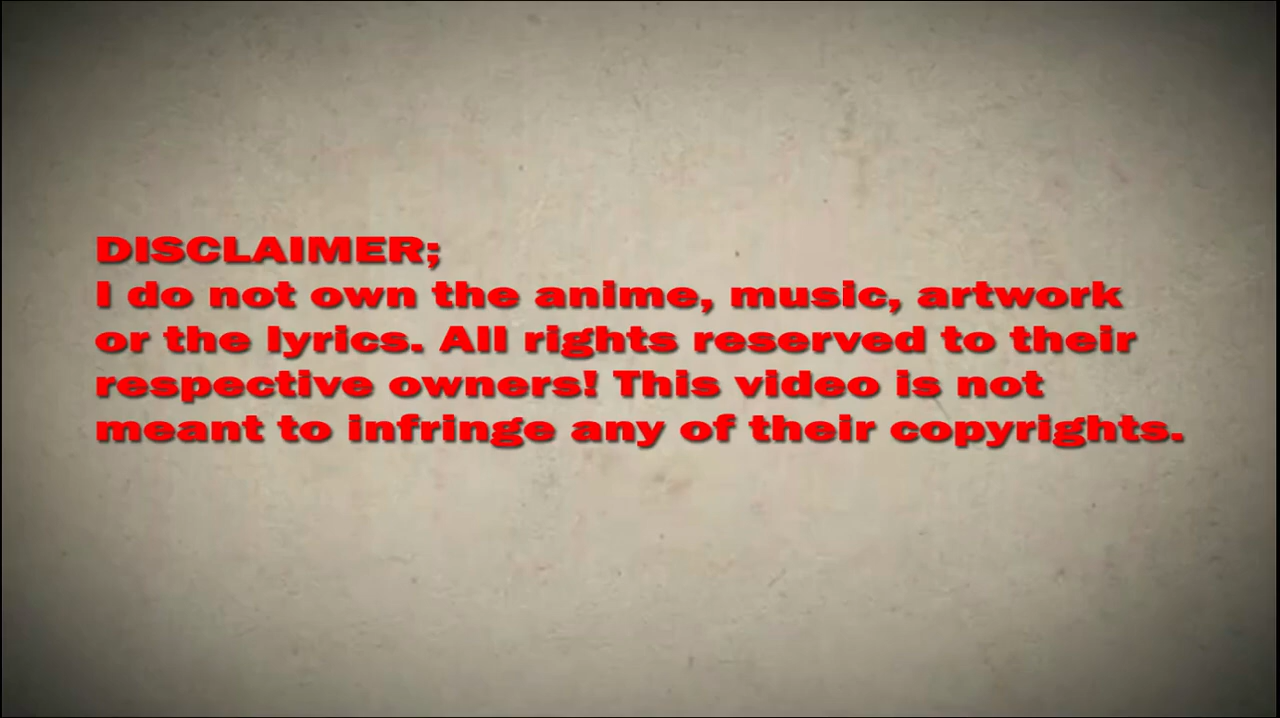 DISCLAIMER;
I do not own the anime, music, artwork
or the lyrics. All rights reserved to their
respective owners! This video is not
meant to infringe any of their copyrights.